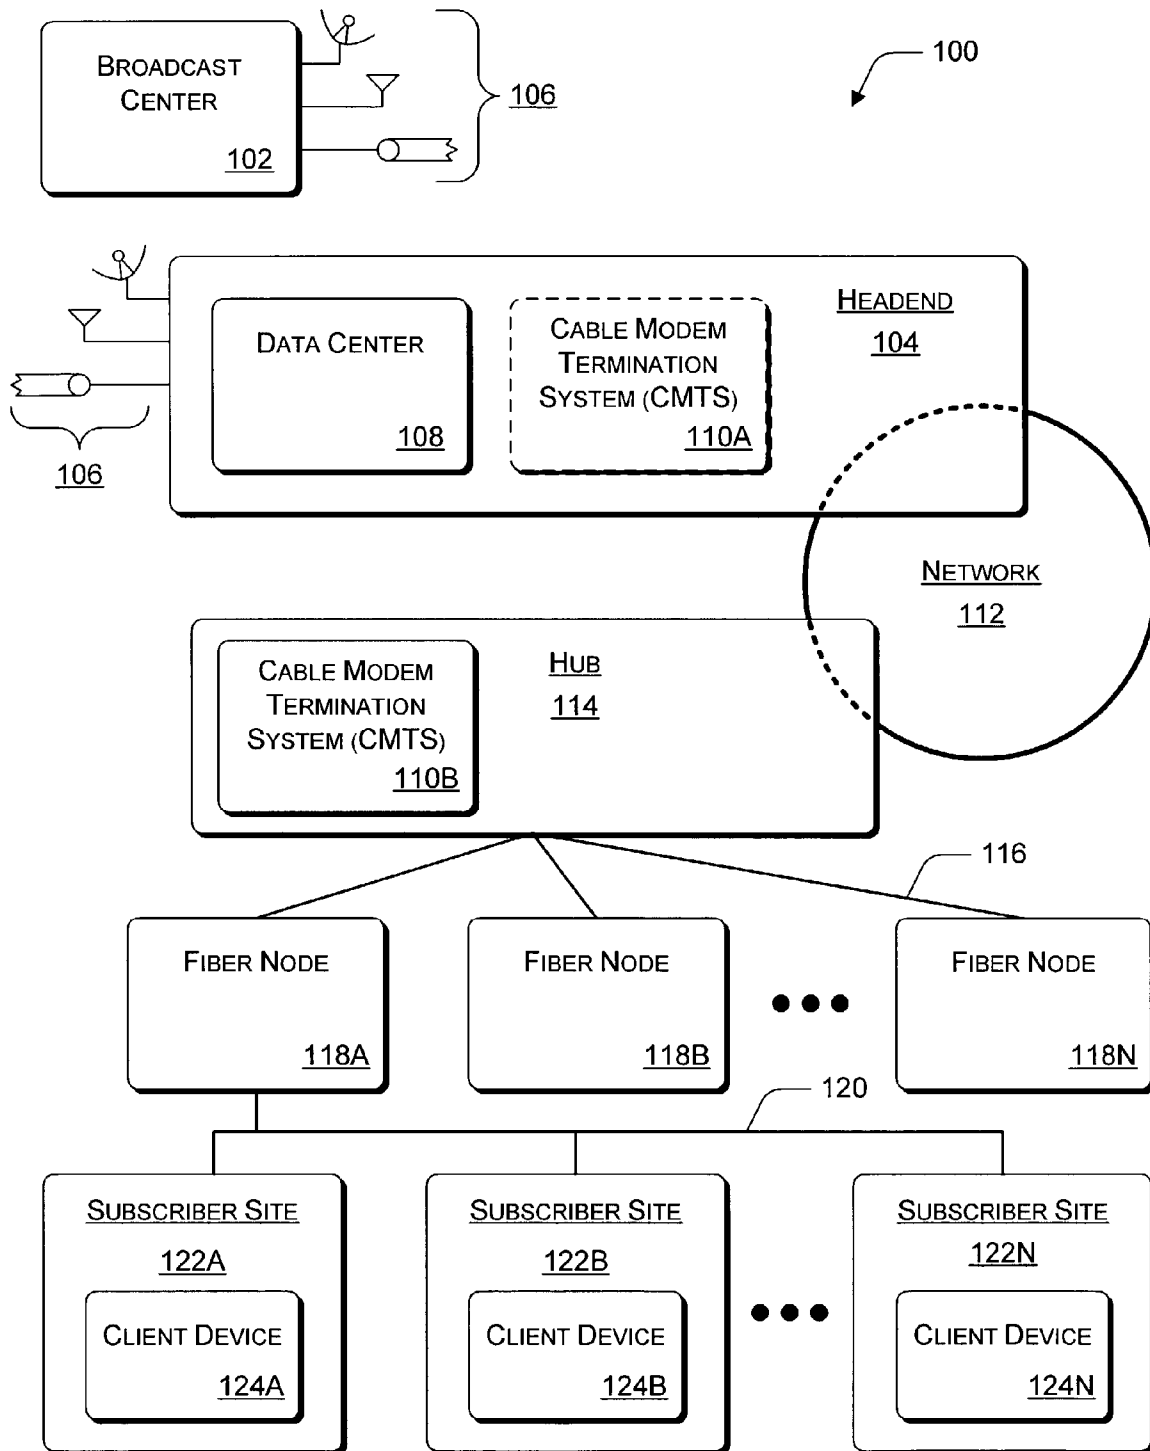 BROADCAST
CENTER
102
106
100
106
DATA CENTER
108
CABLE MODEM
TERMINATION
SYSTEM (CMTS)
110A
HEADEND
104
NETWORK
112
CABLE MODEM
TERMINATION
SYSTEM (CMTS)
110B
HUB
114
116
FIBER NODE
118A
FIBER NODE
118B
FIBER NODE
118N
120
SUBSCRIBER SITE
122A
CLIENT DEVICE
124A
SUBSCRIBER SITE
122B
CLIENT DEVICE
124B
SUBSCRIBER SITE
122N
CLIENT DEVICE
124N